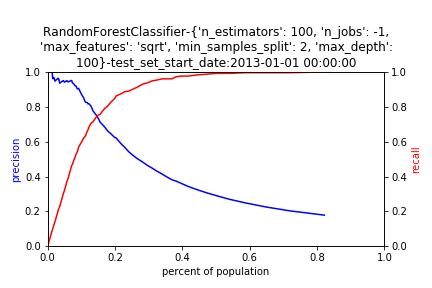 RandomForestClassifier-{'n_estimators': 100, 'n_jobs': -1,
'max_features': 'sqrt', 'min_samples_split': 2, 'max_depth':
100}-test_set_start_date:2013-01-01 00:00:00
1.0
0.8
0.6
0.4
0.2
0.0
precision
1.0
0.8
0.6
0.4
0.2
0.0
recall
0.0 0.2 0.4 0.6 0.8 1.0
percent of population